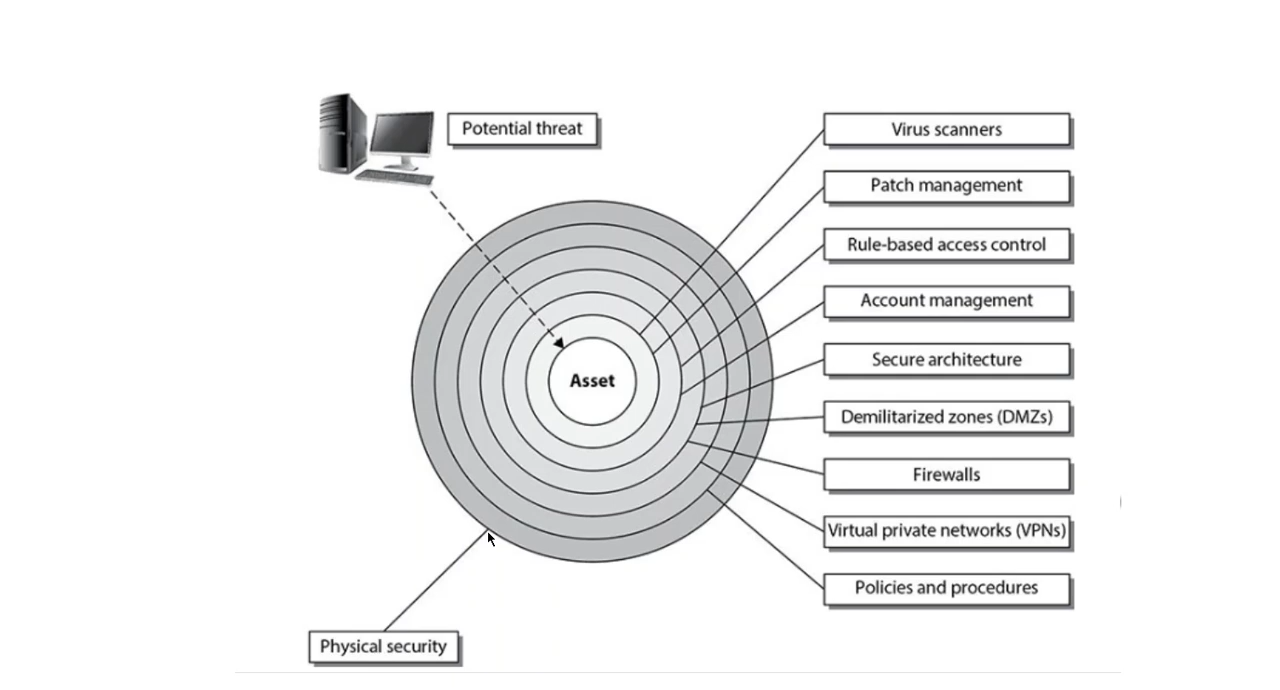 Potential threat
Virus scanners
Patch management
Rule-based access control
Account management
Asset
Secure architecture
Demilitarized zones (DMZs)
Firewalls
Virtual private networks (VPNs)
Policies and procedures
Physical security